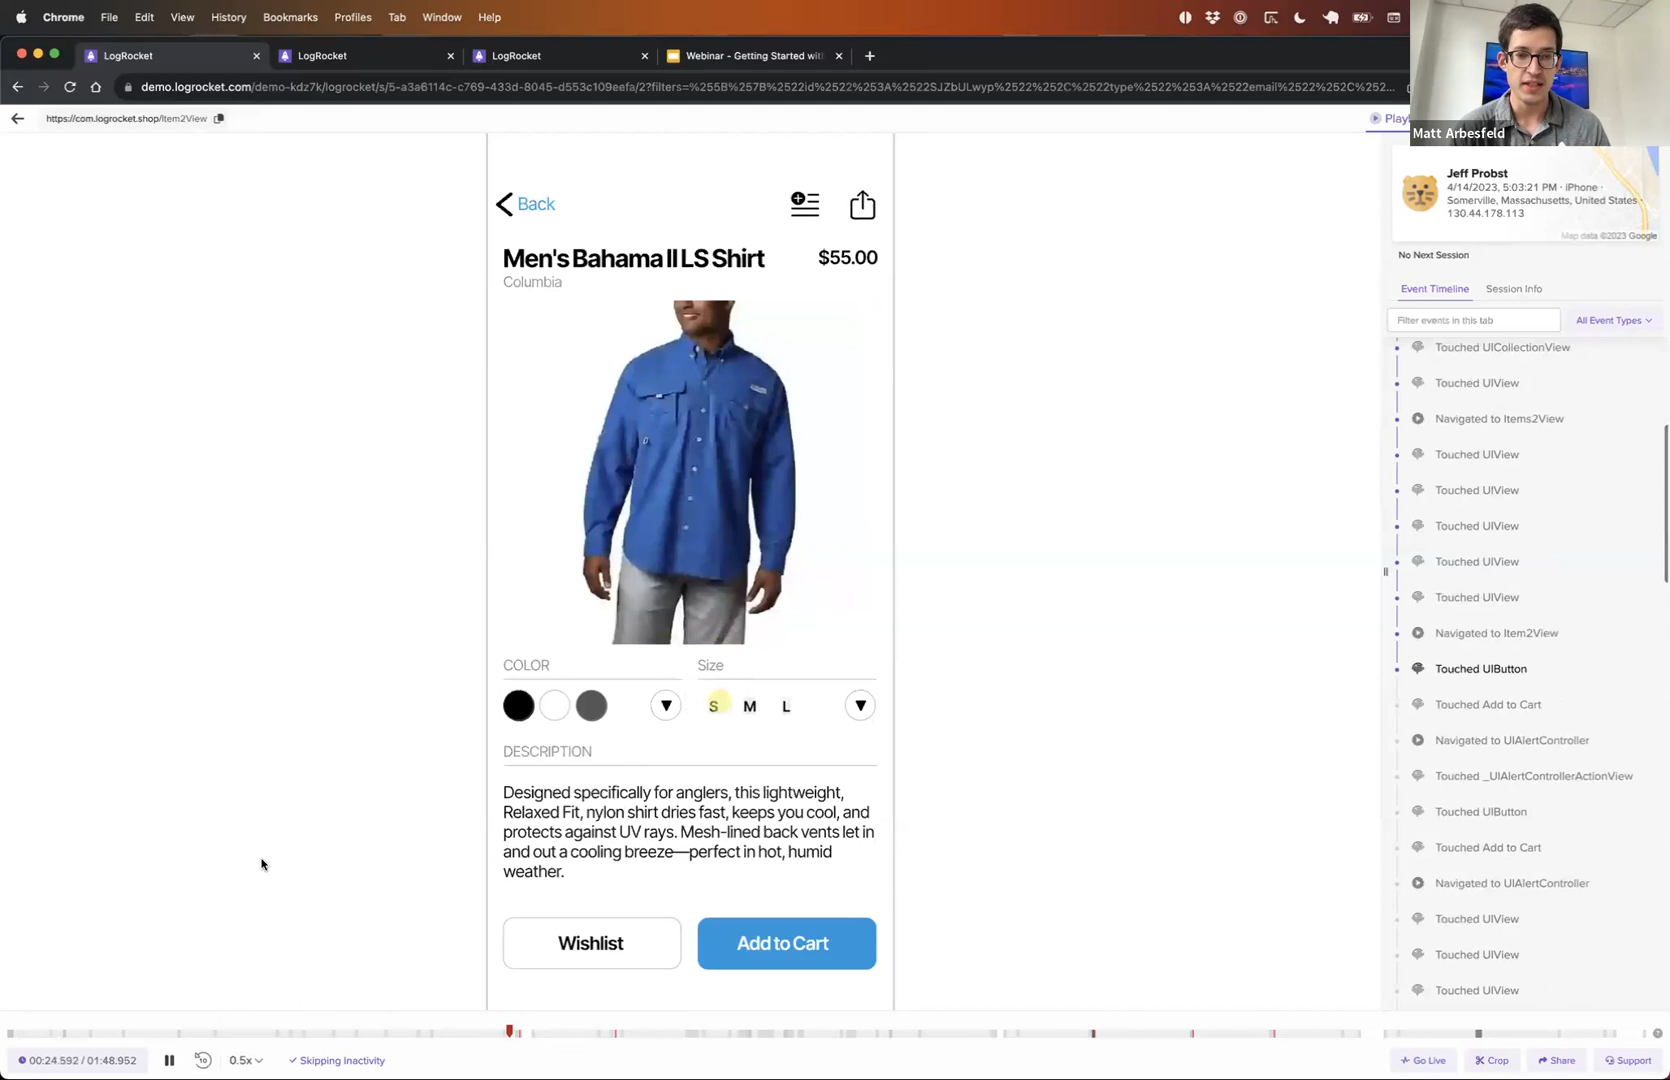 Chrome File Edit View History Bookmarks Profiles Tab Window Help
LogRocket
LogRocket
LogRocket
Webinar - Getting Started wit
demo.logrocket.com/demo-kdz7k/logrocket/s/5-a3a6114c-c769-433d-8045-d553c109eefa/2?filters=%255B%257B%2522id%2522%253A%2522SJZbULwyp%2522%252C%2522type%2522%253A%2522email%2522%252C%2522...
https://com.logrocket.shop/Item2View
Matt Arbesfeld
Jeff Probst
4/14/2023, 5:03:21 PM · iPhone ·
Somerville, Massachusetts, United States ·
130.44.178.113
Map data ©2023 Google
No Next Session
Event Timeline Session Info
Filter events in this tab All Event Types
Touched UICollectionView
Touched UIView
Navigated to Items2View
Touched UIView
Touched UIView
Touched UIView
Touched UIView
Touched UIView
Navigated to Item2View
Touched UIButton
Touched Add to Cart
Navigated to UIAlertController
Touched _UIAlertControllerActionView
Touched UIButton
Touched Add to Cart
Navigated to UIAlertController
Touched UIView
Touched UIView
Touched UIView
Back
Men's Bahama II LS Shirt $55.00
Columbia
COLOR Size
S M L
DESCRIPTION
Designed specifically for anglers, this lightweight,
Relaxed Fit, nylon shirt dries fast, keeps you cool, and
protects against UV rays. Mesh-lined back vents let in
and out a cooling breeze—perfect in hot, humid
weather.
Wishlist Add to Cart
00:24.592 / 01:48.952 10 0.5x Skipping Inactivity
Go Live Crop Share Support